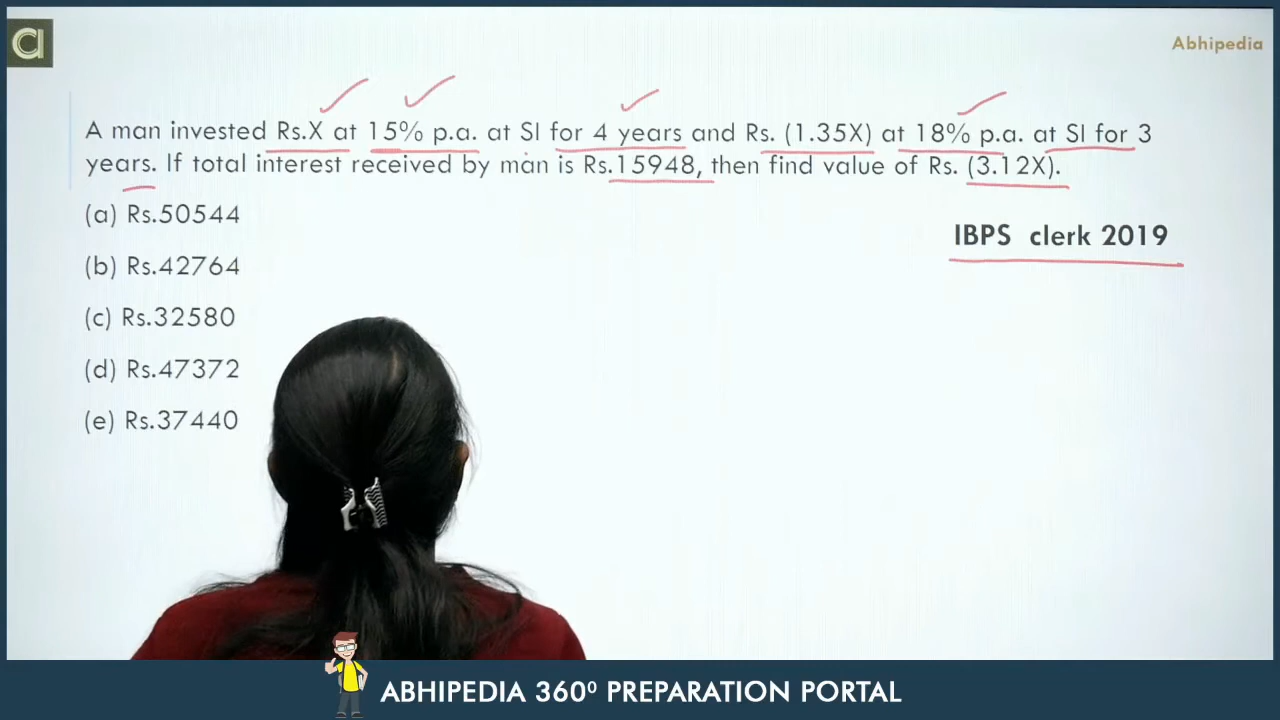 Abhipedia
A man invested Rs.X at 15% p.a. at SI for 4 years and Rs. (1.35X) at 18% p.a. at SI for 3
years. If total interest received by man is Rs.15948, then find value of Rs. (3.12X).
(a) Rs.50544
IBPS clerk 2019
(b) Rs.42764
(c) Rs.32580
(d) Rs.47372
(e) Rs.37440
ABHIPEDIA 360⁰ PREPARATION PORTAL